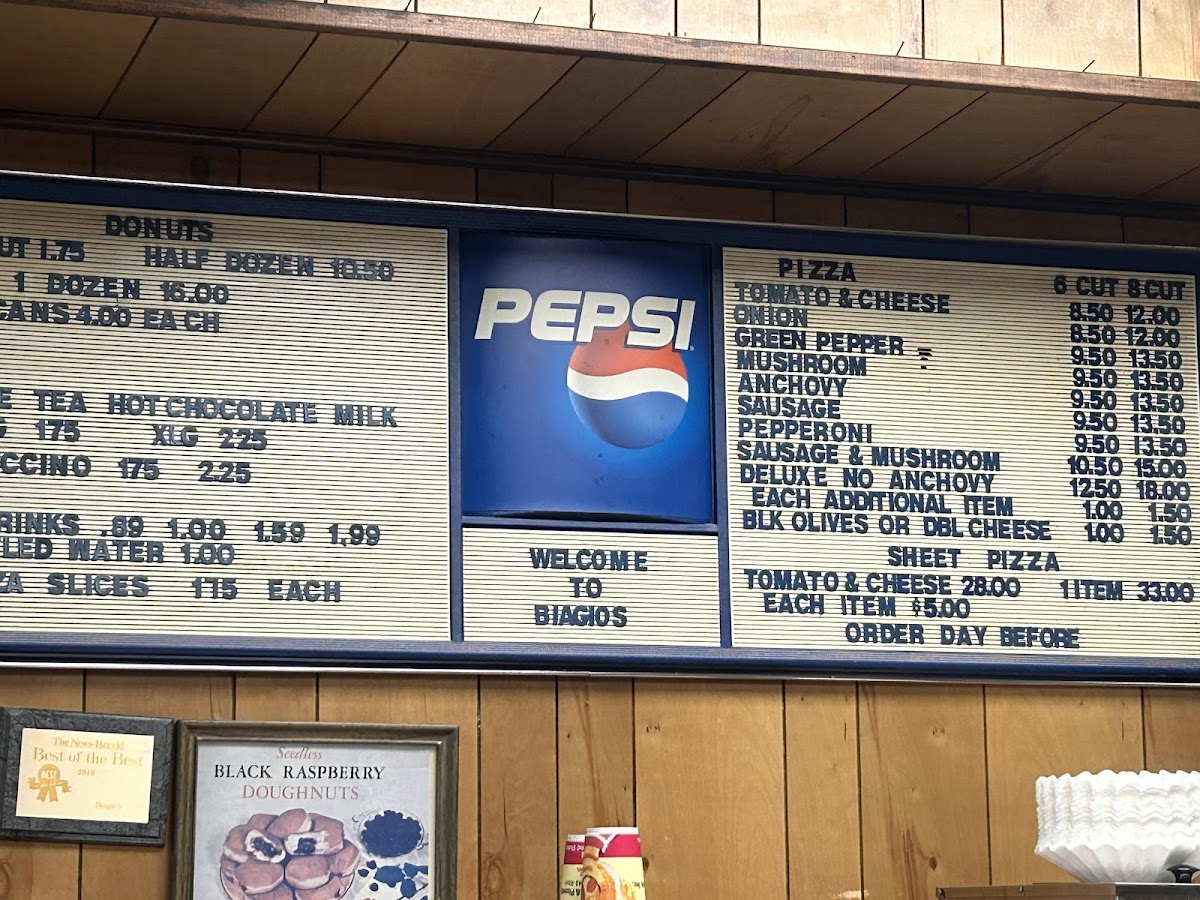 DONUTS
UT 1.75 HALF DOZEN 10.50
1 DOZEN 16.00
CANS 4.00 EACH
E TEA HOT CHOCOLATE MILK
G 175 XLG 2.25
CCINO 175 2.25
RINKS .89 1.00 1.59 1.99
LED WATER 1.00
ZA SLICES 1.75 EACH
PEPSI
WELCOME
TO
BIAGIOS
PIZZA 6 CUT 8 CUT
TOMATO & CHEESE 8.50 12.00
ONION 8.50 12.00
GREEN PEPPER 9.50 13.50
MUSHROOM 9.50 13.50
ANCHOVY 9.50 13.50
SAUSAGE 9.50 13.50
PEPPERONI 9.50 13.50
SAUSAGE & MUSHROOM 10.50 15.00
DELUXE NO ANCHOVY 12.50 18.00
EACH ADDITIONAL ITEM 1.00 1.50
BLK OLIVES OR DBL CHEESE 1.00 1.50
SHEET PIZZA
TOMATO & CHEESE 28.00 1 ITEM 33.00
EACH ITEM $5.00
ORDER DAY BEFORE
The News-Herald
Best of the Best
BEST
Seedless
BLACK RASPBERRY
DOUGHNUTS